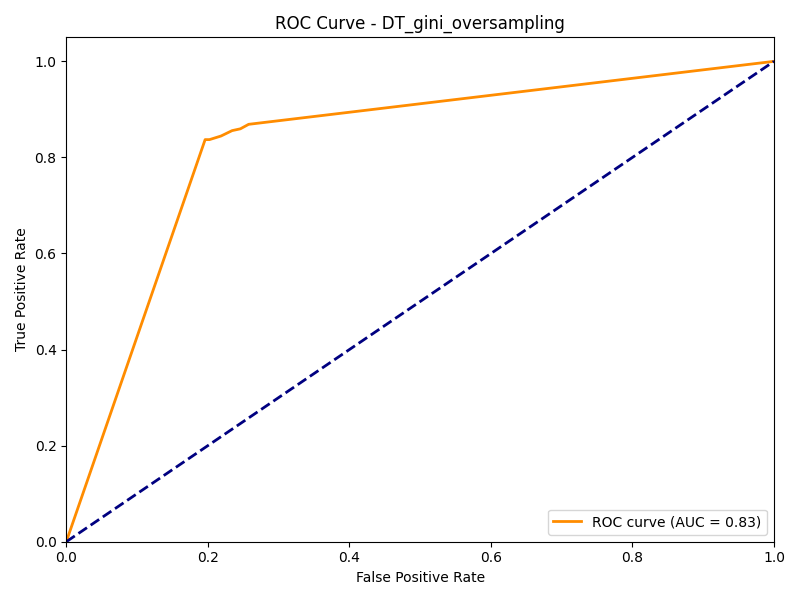 ROC Curve - DT_gini_oversampling
1.0
0.8
0.6
0.4
0.2
0.0
True Positive Rate
0.0 0.2 0.4 0.6 0.8 1.0
False Positive Rate
ROC curve (AUC = 0.83)